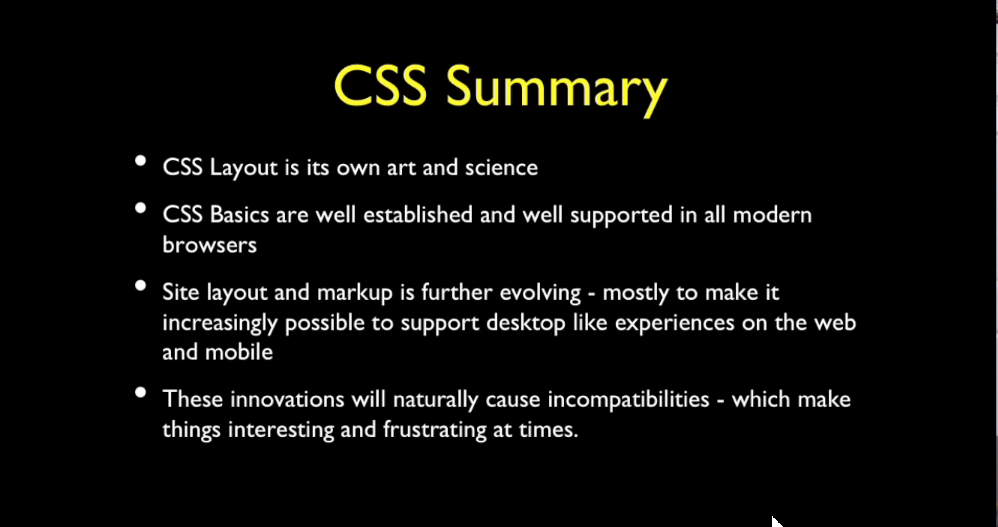 CSS Summary
• CSS Layout is its own art and science
• CSS Basics are well established and well supported in all modern
browsers
• Site layout and markup is further evolving - mostly to make it
increasingly possible to support desktop like experiences on the web
and mobile
• These innovations will naturally cause incompatibilities - which make
things interesting and frustrating at times.